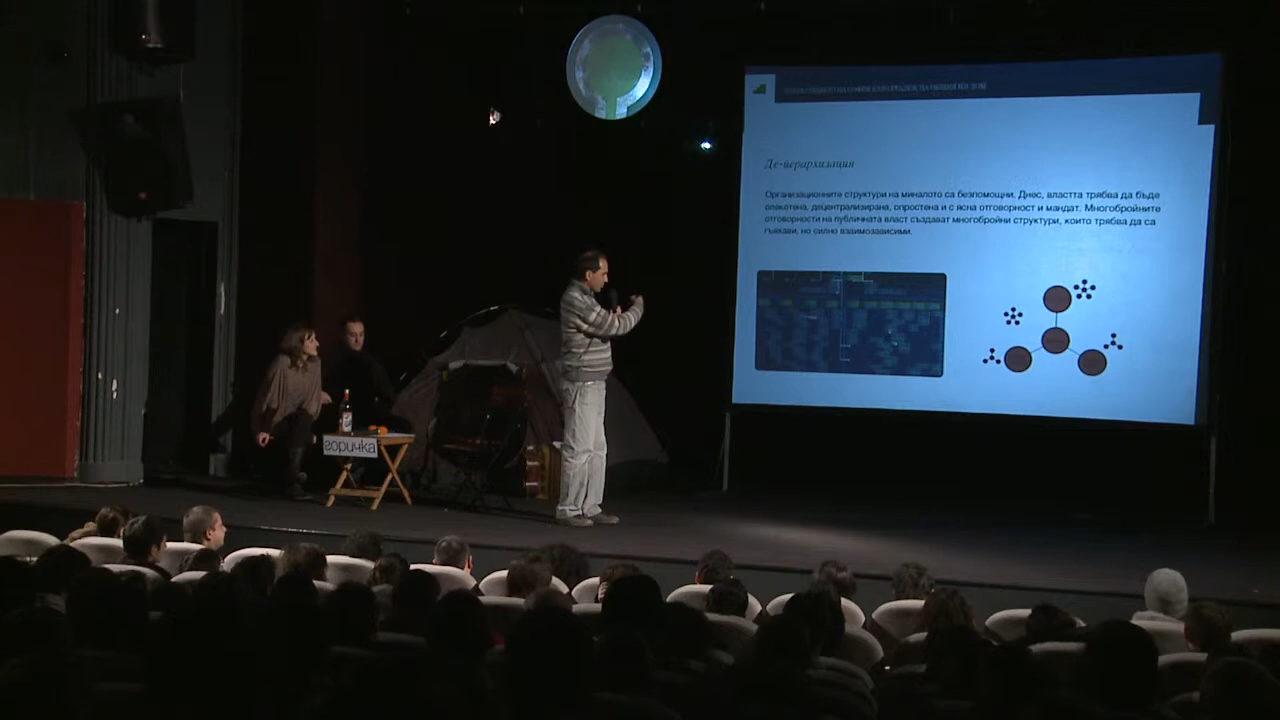 Де-йерархизация
Организационните структури на миналото са безпомощни. Днес, властта трябва да бъде
олекотена, децентрализирана, опростена и с ясна отговорност и мандат. Многобройните
отговорности на публичната власт създават многобройни структури, които трябва да са
гъвкави, но силно взаимозависими.
горичка